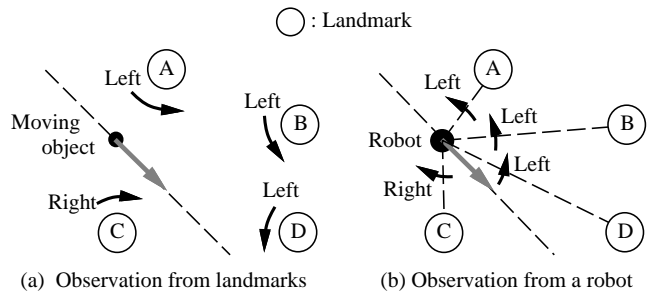 : Landmark
A
Left
Left
B
Moving
object
Left
Right
C
D
(a) Observation from landmarks
A
Left
Left
B
Robot
Left
Right
C
D
(b) Observation from a robot